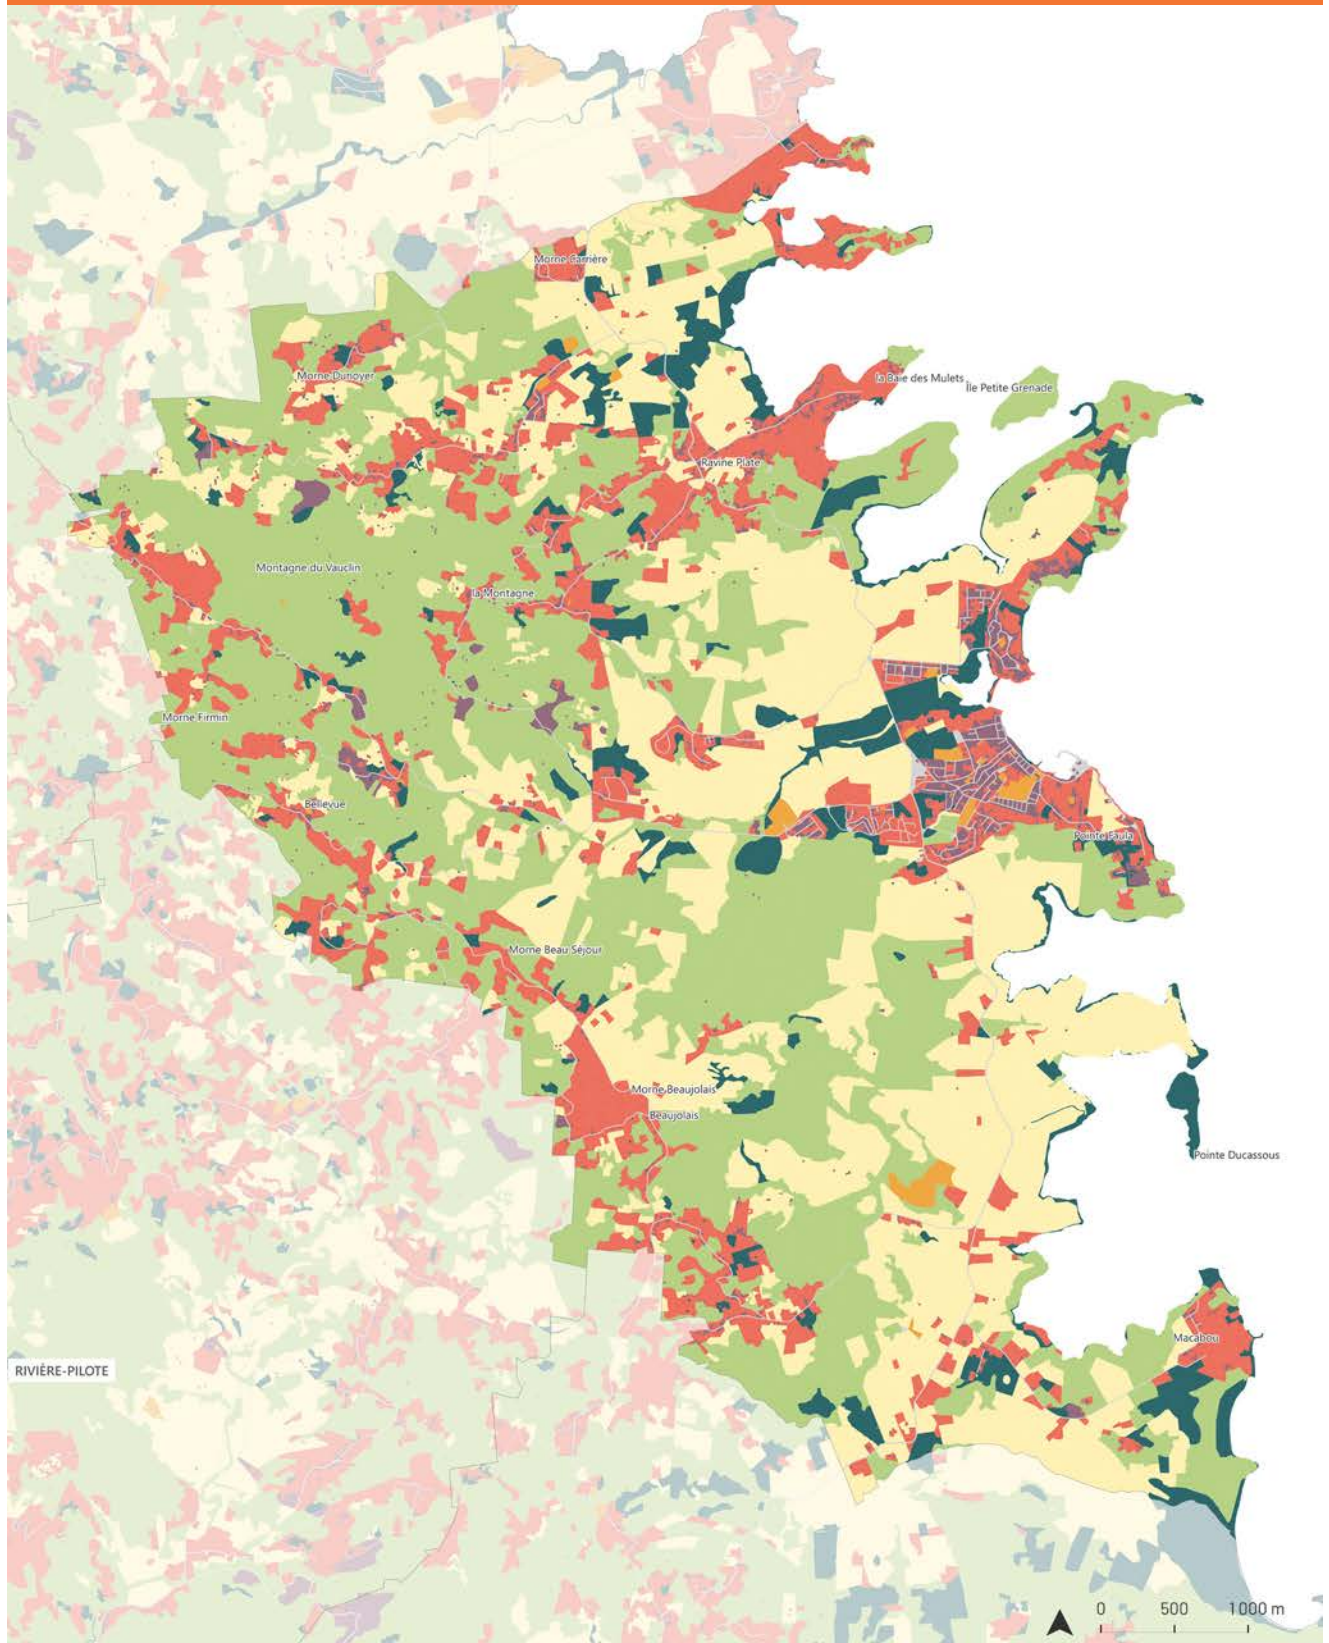 Morne Carrière
Morne Dunoyer
la Baie des Mulets
Île Petite Grenade
Ravine Plate
Montagne du Vauclin
la Montagne
Morne Firmin
Bellevue
Pointe Faula
Morne Beau Séjour
Morne Beaujolais
Beaujolais
Pointe Ducassous
Macabou
RIVIÈRE-PILOTE
0 500 1000 m